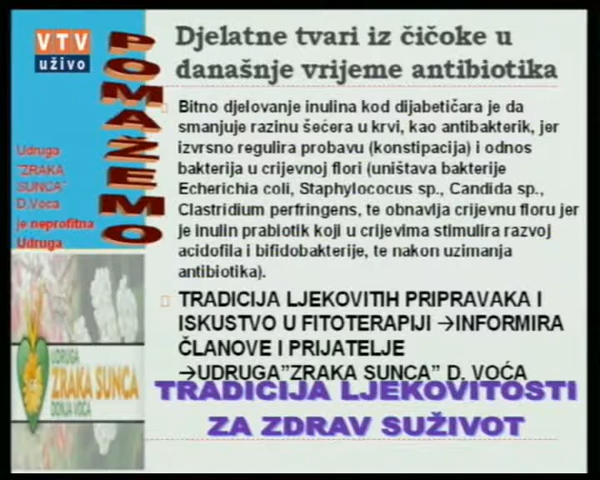 VTV
uživo
POMAŽEMO
Udruga
"ZRAKA
SUNCA"
D.Voca
je neprofitna
Udruga
UDRUGA
ZRAKA SUNCA
DONJA VOĆA
Djelatne tvari iz čičoke u
današnje vrijeme antibiotika
Bitno djelovanje inulina kod dijabetičara je da
smanjuje razinu šećera u krvi, kao antibakterik, jer
izvrsno regulira probavu (konstipacija) i odnos
bakterija u crijevnoj flori (uništava bakterije
Echerichia coli, Staphylococus sp., Candida sp.,
Clastridium perfringens, te obnavlja crijevnu floru jer
je inulin prabiotik koji u crijevima stimulira razvoj
acidofila i bifidobakterije, te nakon uzimanja
antibiotika).
TRADICIJA LJEKOVITIH PRIPRAVAKA I
ISKUSTVO U FITOTERAPIJI →INFORMIRA
ČLANOVE I PRIJATELJE
→UDRUGA"ZRAKA SUNCA" D. VOĆA
TRADICIJA LJEKOVITOSTI
ZA ZDRAV SUŽIVOT